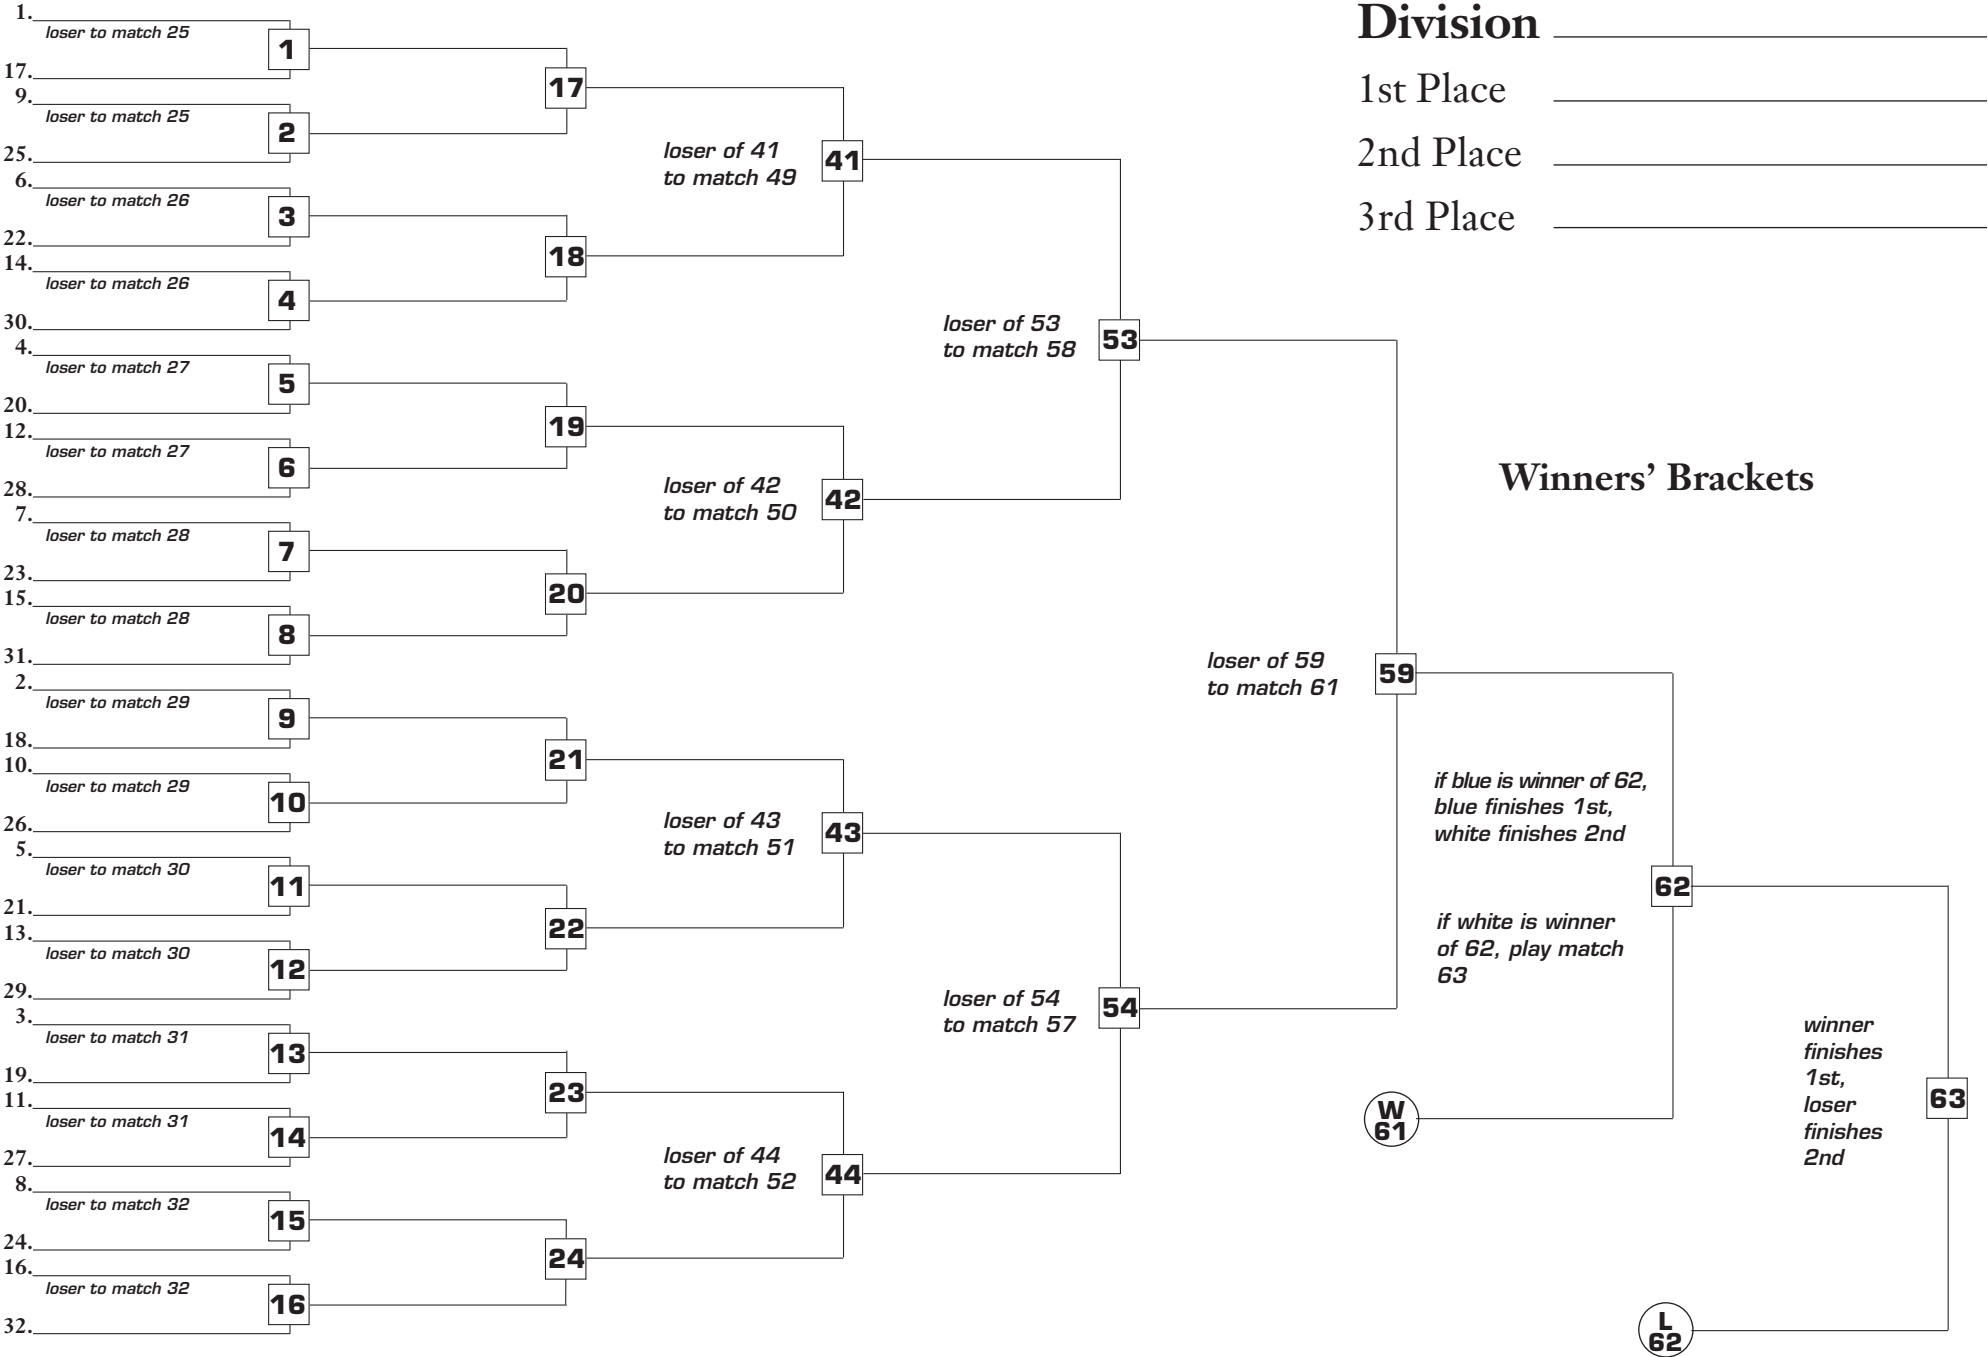 Division
1st Place
2nd Place
3rd Place
Winners’ Brackets
1.
loser to match 25
1
17.
9.
loser to match 25
2
25.
6.
loser to match 26
3
22.
14.
loser to match 26
4
30.
4.
loser to match 27
5
20.
12.
loser to match 27
6
28.
7.
loser to match 28
7
23.
15.
loser to match 28
8
31.
2.
loser to match 29
9
18.
10.
loser to match 29
10
26.
5.
loser to match 30
11
21.
13.
loser to match 30
12
29.
3.
loser to match 31
13
19.
11.
loser to match 31
14
27.
8.
loser to match 32
15
24.
16.
loser to match 32
16
32.
17
18
19
20
21
22
23
24
loser of 41
to match 49
41
loser of 42
to match 50
42
loser of 43
to match 51
43
loser of 44
to match 52
44
loser of 53
to match 58
53
loser of 54
to match 57
54
loser of 59
to match 61
59
if blue is winner of 62,
blue finishes 1st,
white finishes 2nd
62
if white is winner
of 62, play match
63
W
61
winner
finishes
1st,
loser
finishes
2nd
63
L
62